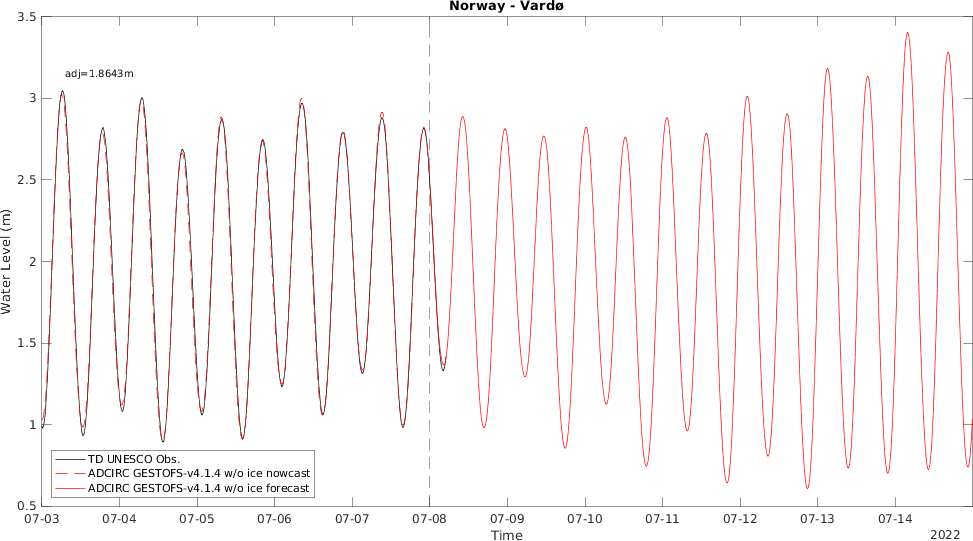 Norway - Vardø
adj=1.8643m
3.5
3
2.5
2
1.5
1
0.5
Water Level (m)
TD UNESCO Obs.
ADCIRC GESTOFS-v4.1.4 w/o ice nowcast
ADCIRC GESTOFS-v4.1.4 w/o ice forecast
07-03 07-04 07-05 07-06 07-07 07-08 07-09 07-10 07-11 07-12 07-13 07-14
Time
2022